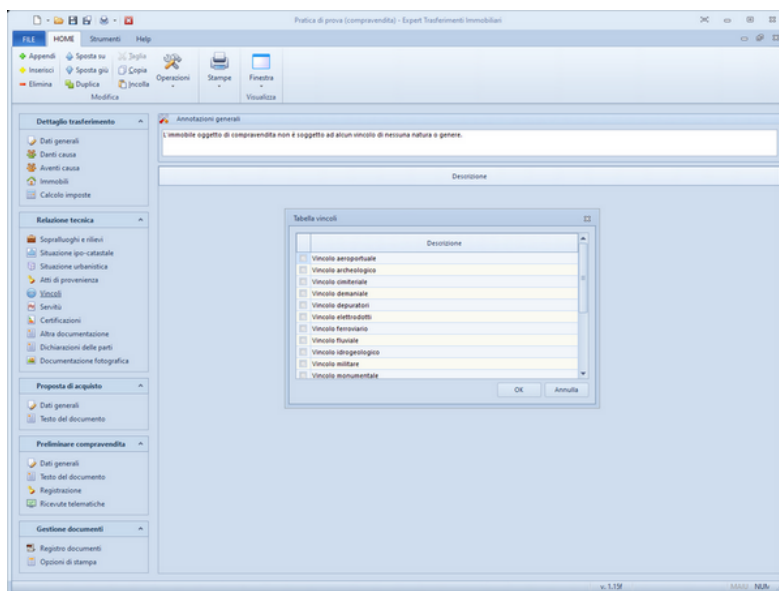 Pratica di prova (compravendita) - Expert Trasferimenti Immobiliari
FILE HOME Strumenti Help
Appendi Sposta su Taglia
Inserisci Sposta giù Copia
Elimina Duplica Incolla
Operazioni Stampe Finestra
Modifica Visualizza
Dettaglio trasferimento
Dati generali
Danti causa
Aventi causa
Immobili
Calcolo imposte
Relazione tecnica
Sopralluoghi e rilievi
Situazione ipo-catastale
Situazione urbanistica
Atti di provenienza
Vincoli
Servitù
Certificazioni
Altra documentazione
Dichiarazioni delle parti
Documentazione fotografica
Proposta di acquisto
Dati generali
Testo del documento
Preliminare compravendita
Dati generali
Testo del documento
Registrazione
Ricevute telematiche
Gestione documenti
Registro documenti
Opzioni di stampa
Annotazioni generali
L'immobile oggetto di compravendita non è soggetto ad alcun vincolo di nessuna natura o genere.
Descrizione
Tabella vincoli
Descrizione
Vincolo aeroportuale
Vincolo archeologico
Vincolo cimiteriale
Vincolo demaniale
Vincolo depuratori
Vincolo elettrodotti
Vincolo ferroviario
Vincolo fluviale
Vincolo idrogeologico
Vincolo militare
Vincolo monumentale
OK Annulla
v. 1.15f MAIU NUM